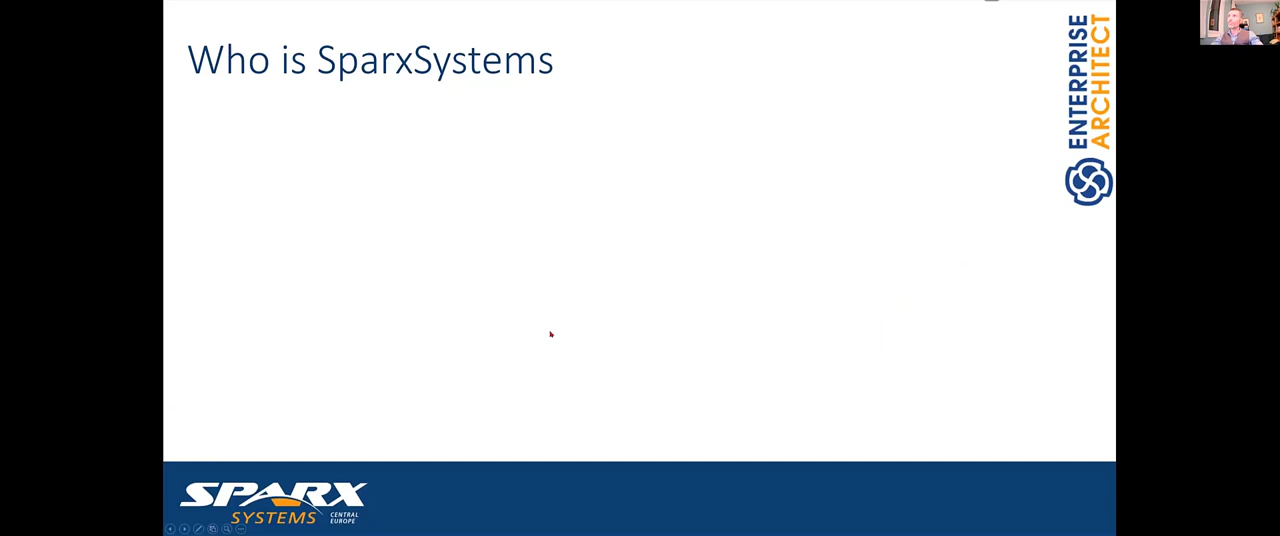 Who is SparxSystems
ENTERPRISE
ARCHITECT
SPARX
SYSTEMS
CENTRAL
EUROPE